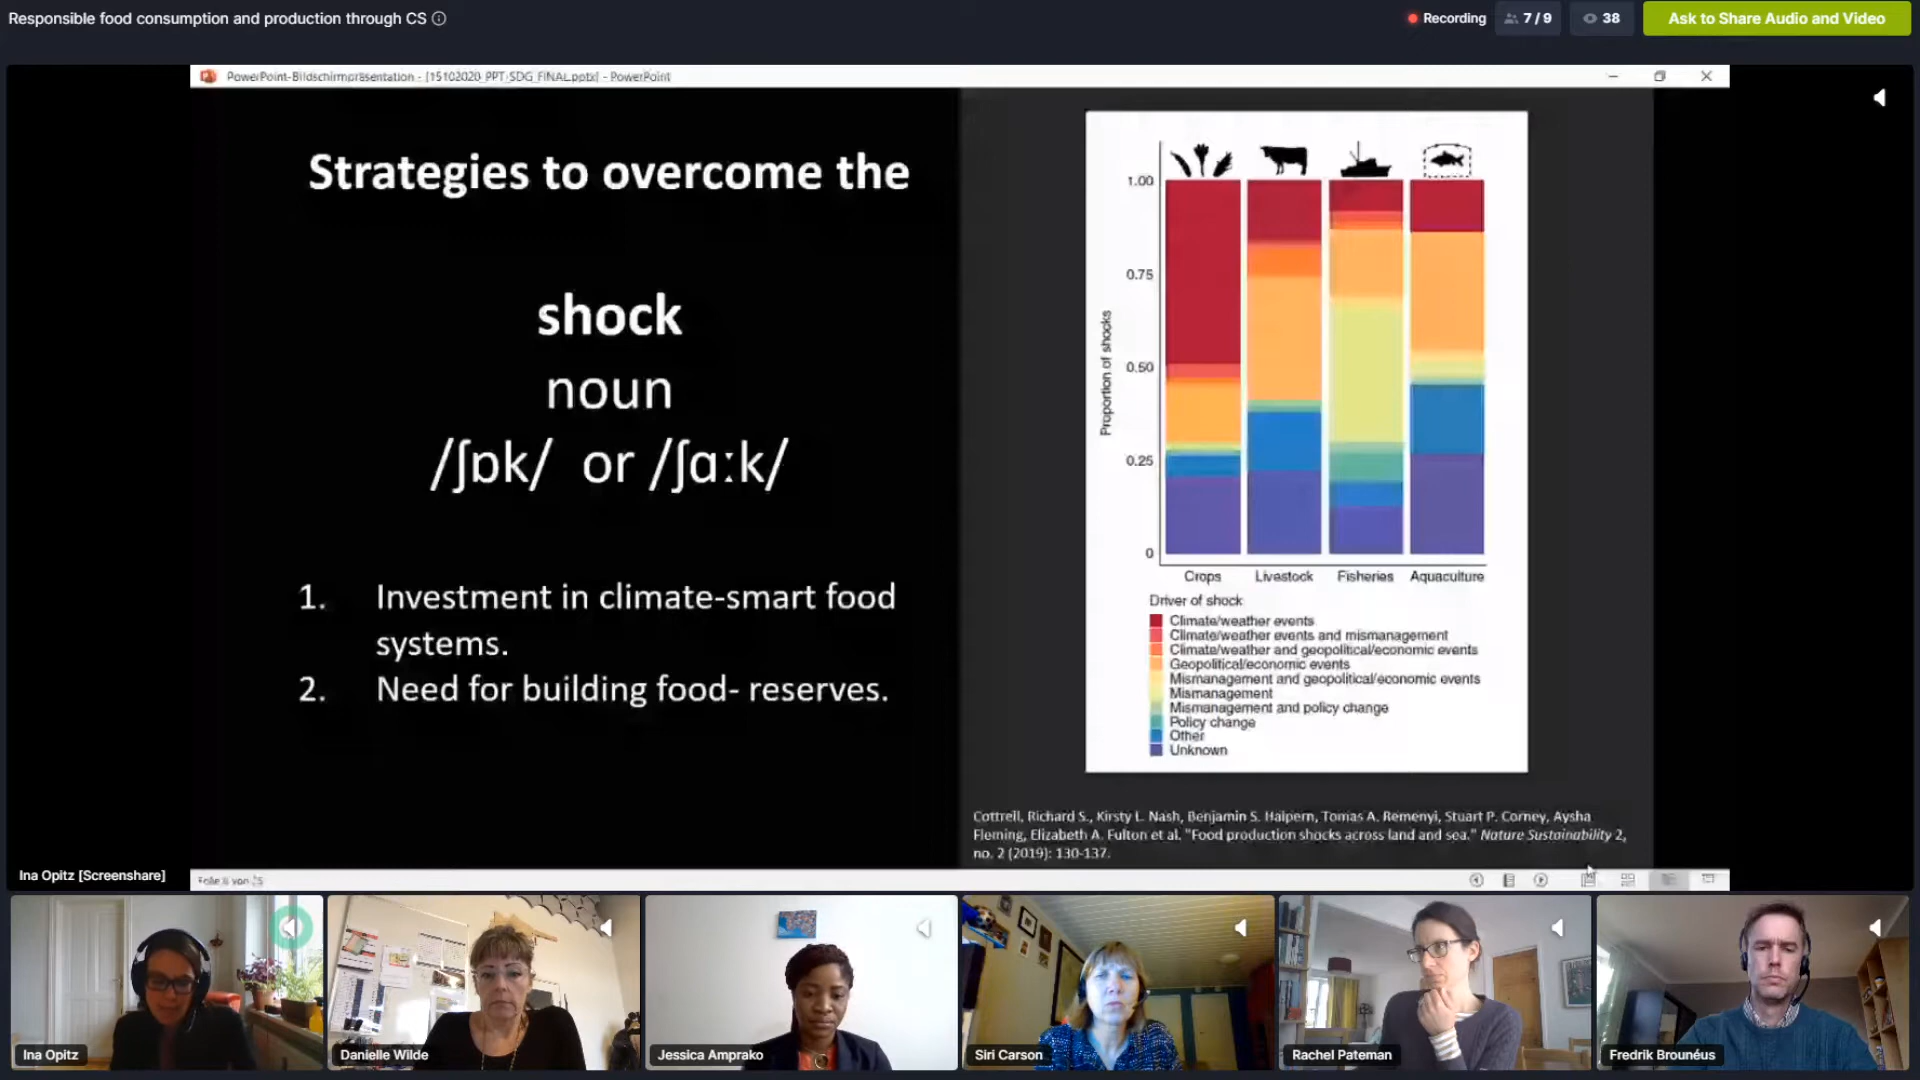 Responsible food consumption and production through CS
Recording
7 / 9
38
Ask to Share Audio and Video
PowerPoint-Bildschirmpräsentation - [15102020_PPT_SDG_FINAL.pptx] - PowerPoint
Strategies to overcome the
shock
noun
/ʃɒk/ or /ʃɑːk/
1. Investment in climate-smart food
systems.
2. Need for building food- reserves.
1.00
0.75
0.50
0.25
0
Proportion of shocks
Crops Livestock Fisheries Aquaculture
Driver of shock
Climate/weather events
Climate/weather events and mismanagement
Climate/weather and geopolitical/economic events
Geopolitical/economic events
Mismanagement and geopolitical/economic events
Mismanagement
Mismanagement and policy change
Policy change
Other
Unknown
Cottrell, Richard S., Kirsty L. Nash, Benjamin S. Halpern, Tomas A. Remenyi, Stuart P. Corney, Aysha
Fleming, Elizabeth A. Fulton et al. "Food production shocks across land and sea." Nature Sustainability 2,
no. 2 (2019): 130-137.
Ina Opitz [Screenshare]
Ina Opitz
Danielle Wilde
Jessica Amprako
Siri Carson
Rachel Pateman
Fredrik Brounéus